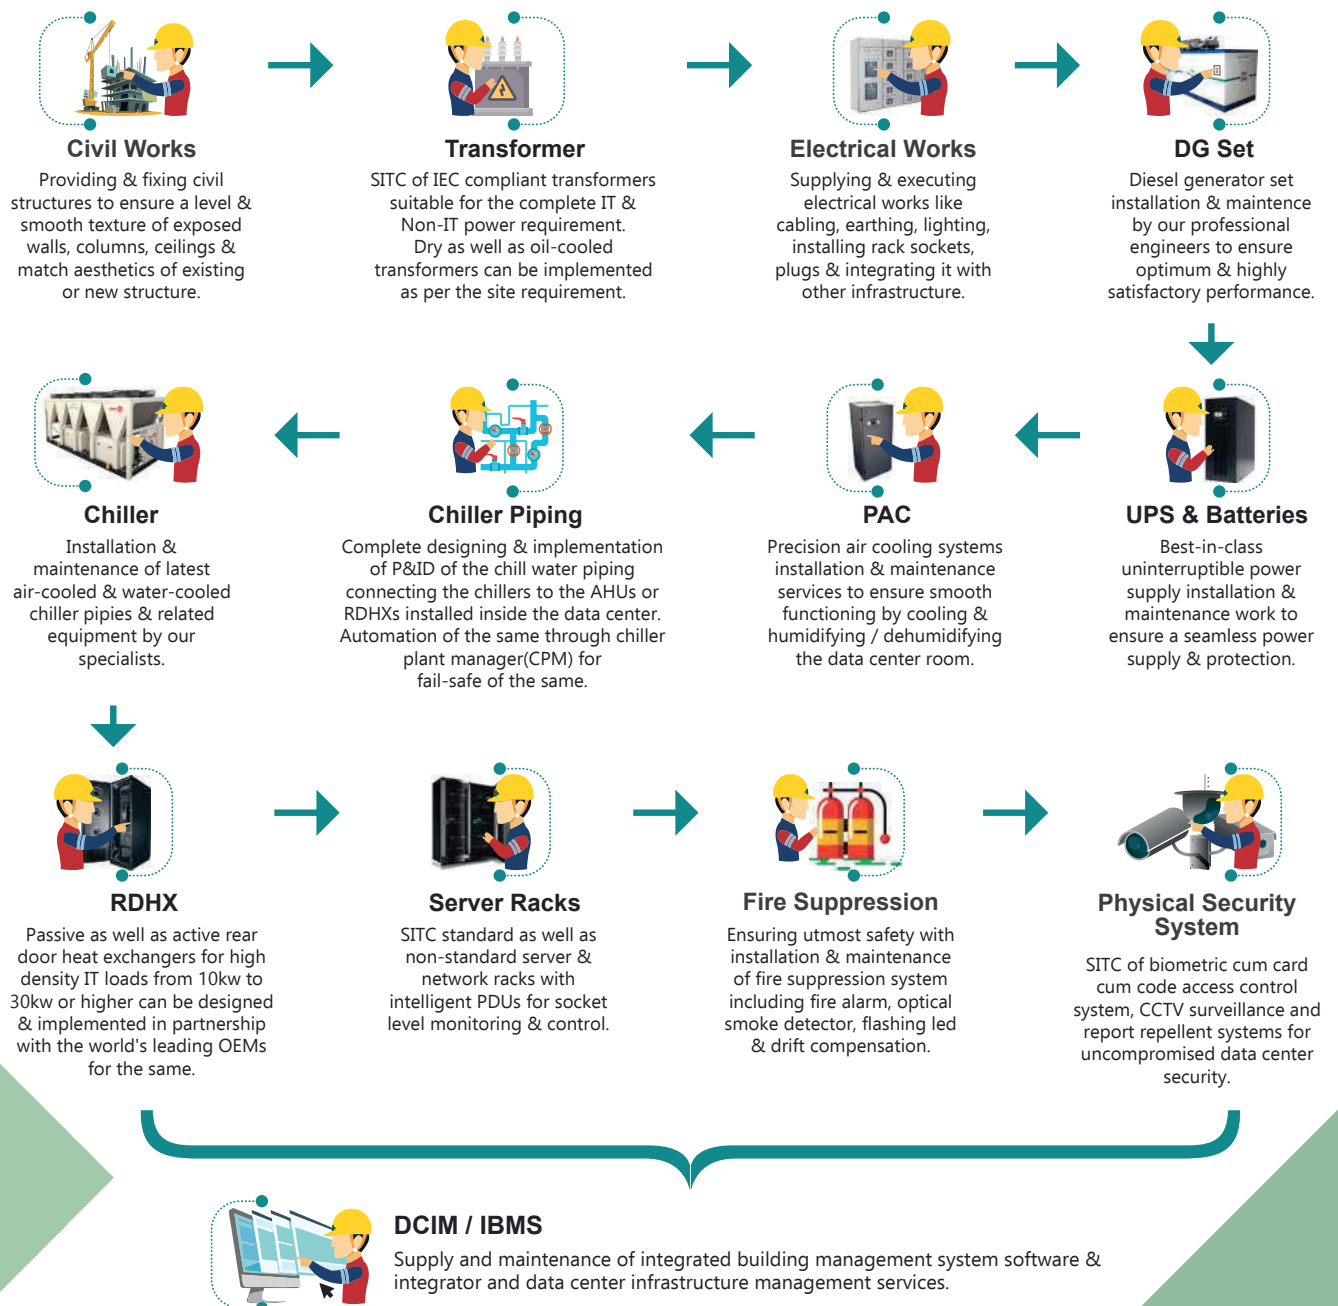 Civil Works
Providing & fixing civil
structures to ensure a level &
smooth texture of exposed
walls, columns, ceilings &
match aesthetics of existing
or new structure.
Transformer
SITC of IEC compliant transformers
suitable for the complete IT &
Non-IT power requirement.
Dry as well as oil-cooled
transformers can be implemented
as per the site requirement.
Electrical Works
Supplying & executing
electrical works like
cabling, earthing, lighting,
installing rack sockets,
plugs & integrating it with
other infrastructure.
DG Set
Diesel generator set
installation & maintence
by our professional
engineers to ensure
optimum & highly
satisfactory performance.
UPS & Batteries
Best-in-class
uninterruptible power
supply installation &
maintenance work to
ensure a seamless power
supply & protection.
PAC
Precision air cooling systems
installation & maintenance
services to ensure smooth
functioning by cooling &
humidifying / dehumidifying
the data center room.
Chiller Piping
Complete designing & implementation
of P&ID of the chill water piping
connecting the chillers to the AHUs or
RDHXs installed inside the data center.
Automation of the same through chiller
plant manager(CPM) for
fail-safe of the same.
Chiller
Installation &
maintenance of latest
air-cooled & water-cooled
chiller pipies & related
equipment by our
specialists.
RDHX
Passive as well as active rear
door heat exchangers for high
density IT loads from 10kw to
30kw or higher can be designed
& implemented in partnership
with the world's leading OEMs
for the same.
Server Racks
SITC standard as well as
non-standard server &
network racks with
intelligent PDUs for socket
level monitoring & control.
Fire Suppression
Ensuring utmost safety with
installation & maintenance
of fire suppression system
including fire alarm, optical
smoke detector, flashing led
& drift compensation.
Physical Security
System
SITC of biometric cum card
cum code access control
system, CCTV surveillance and
report repellent systems for
uncompromised data center
security.
DCIM / IBMS
Supply and maintenance of integrated building management system software &
integrator and data center infrastructure management services.